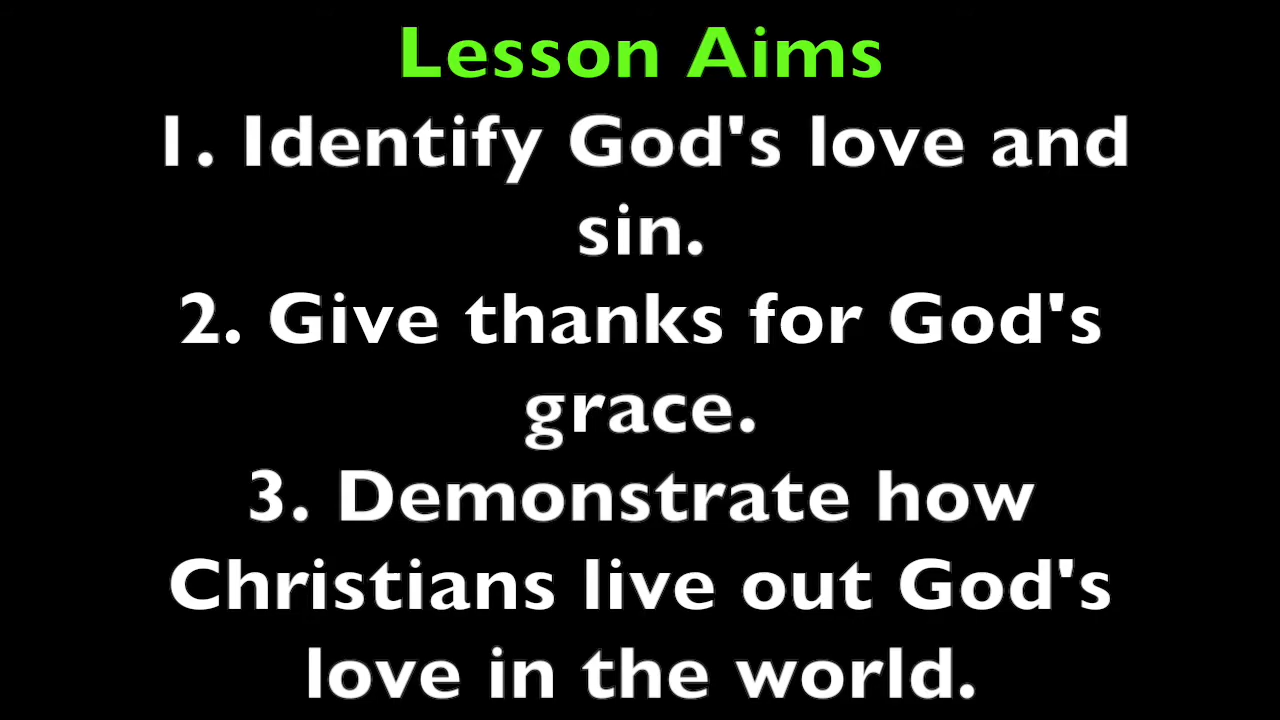 Lesson Aims
1. Identify God's love and
sin.
2. Give thanks for God's
grace.
3. Demonstrate how
Christians live out God's
love in the world.